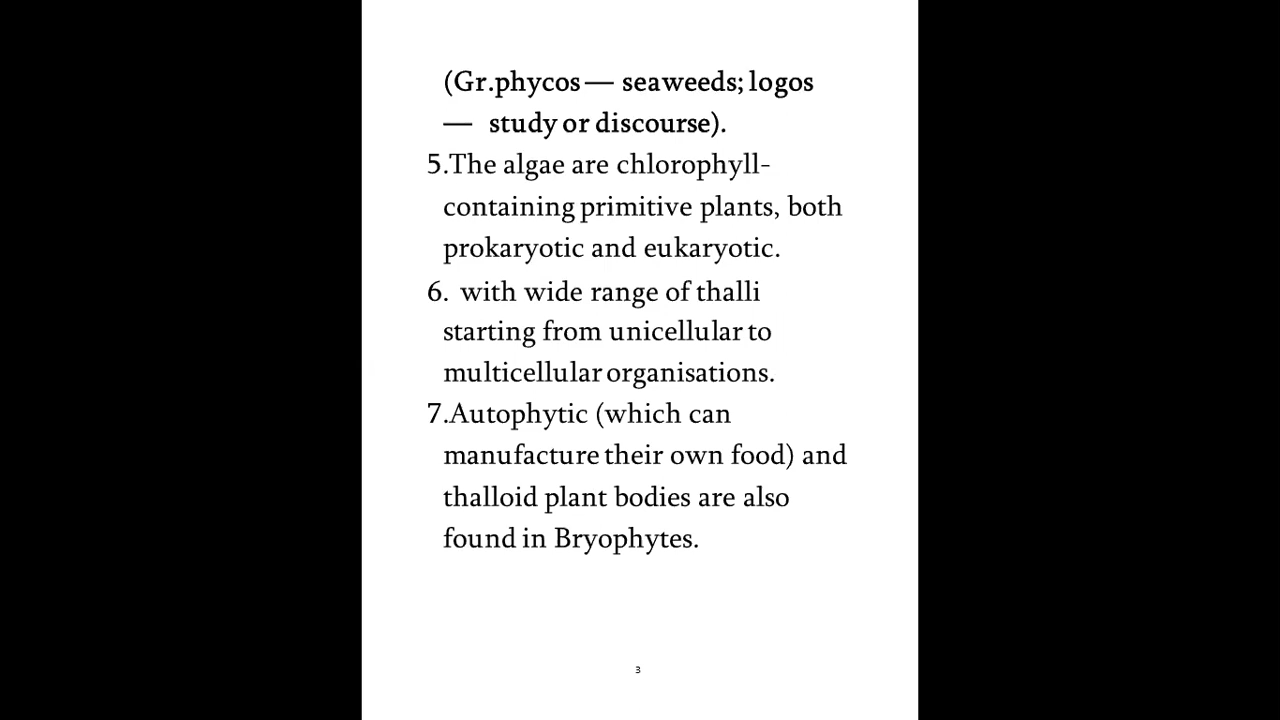 (Gr.phycos — seaweeds; logos
— study or discourse).
5.The algae are chlorophyll-
containing primitive plants, both
prokaryotic and eukaryotic.
6. with wide range of thalli
starting from unicellular to
multicellular organisations.
7.Autophytic (which can
manufacture their own food) and
thalloid plant bodies are also
found in Bryophytes.
3